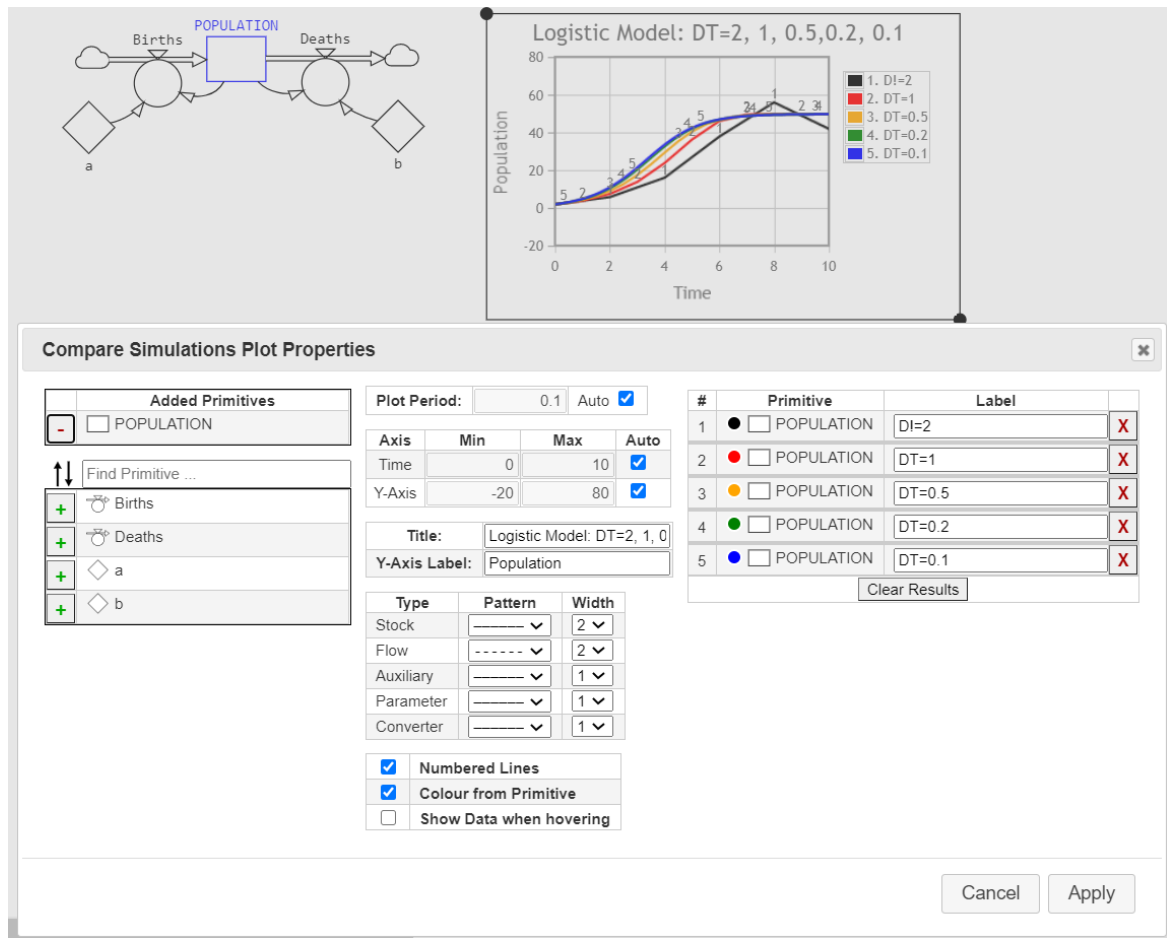 POPULATION
Births
Deaths
a
b
Logistic Model: DT=2, 1, 0.5,0.2, 0.1
80
60
40
20
0
-20
0 2 4 6 8 10
Population
Time
1. D!=2
2. DT=1
3. DT=0.5
4. DT=0.2
5. DT=0.1
Compare Simulations Plot Properties
Added Primitives
- POPULATION
Find Primitive ...
+ Births
+ Deaths
+ a
+ b
Plot Period: 0.1 Auto
Axis Min Max Auto
Time 0 10
Y-Axis -20 80
Title: Logistic Model: DT=2, 1, 0
Y-Axis Label: Population
Type Pattern Width
Stock 2
Flow 2
Auxiliary 1
Parameter 1
Converter 1
Numbered Lines
Colour from Primitive
Show Data when hovering
# Primitive Label
1 POPULATION D!=2 X
2 POPULATION DT=1 X
3 POPULATION DT=0.5 X
4 POPULATION DT=0.2 X
5 POPULATION DT=0.1 X
Clear Results
Cancel Apply